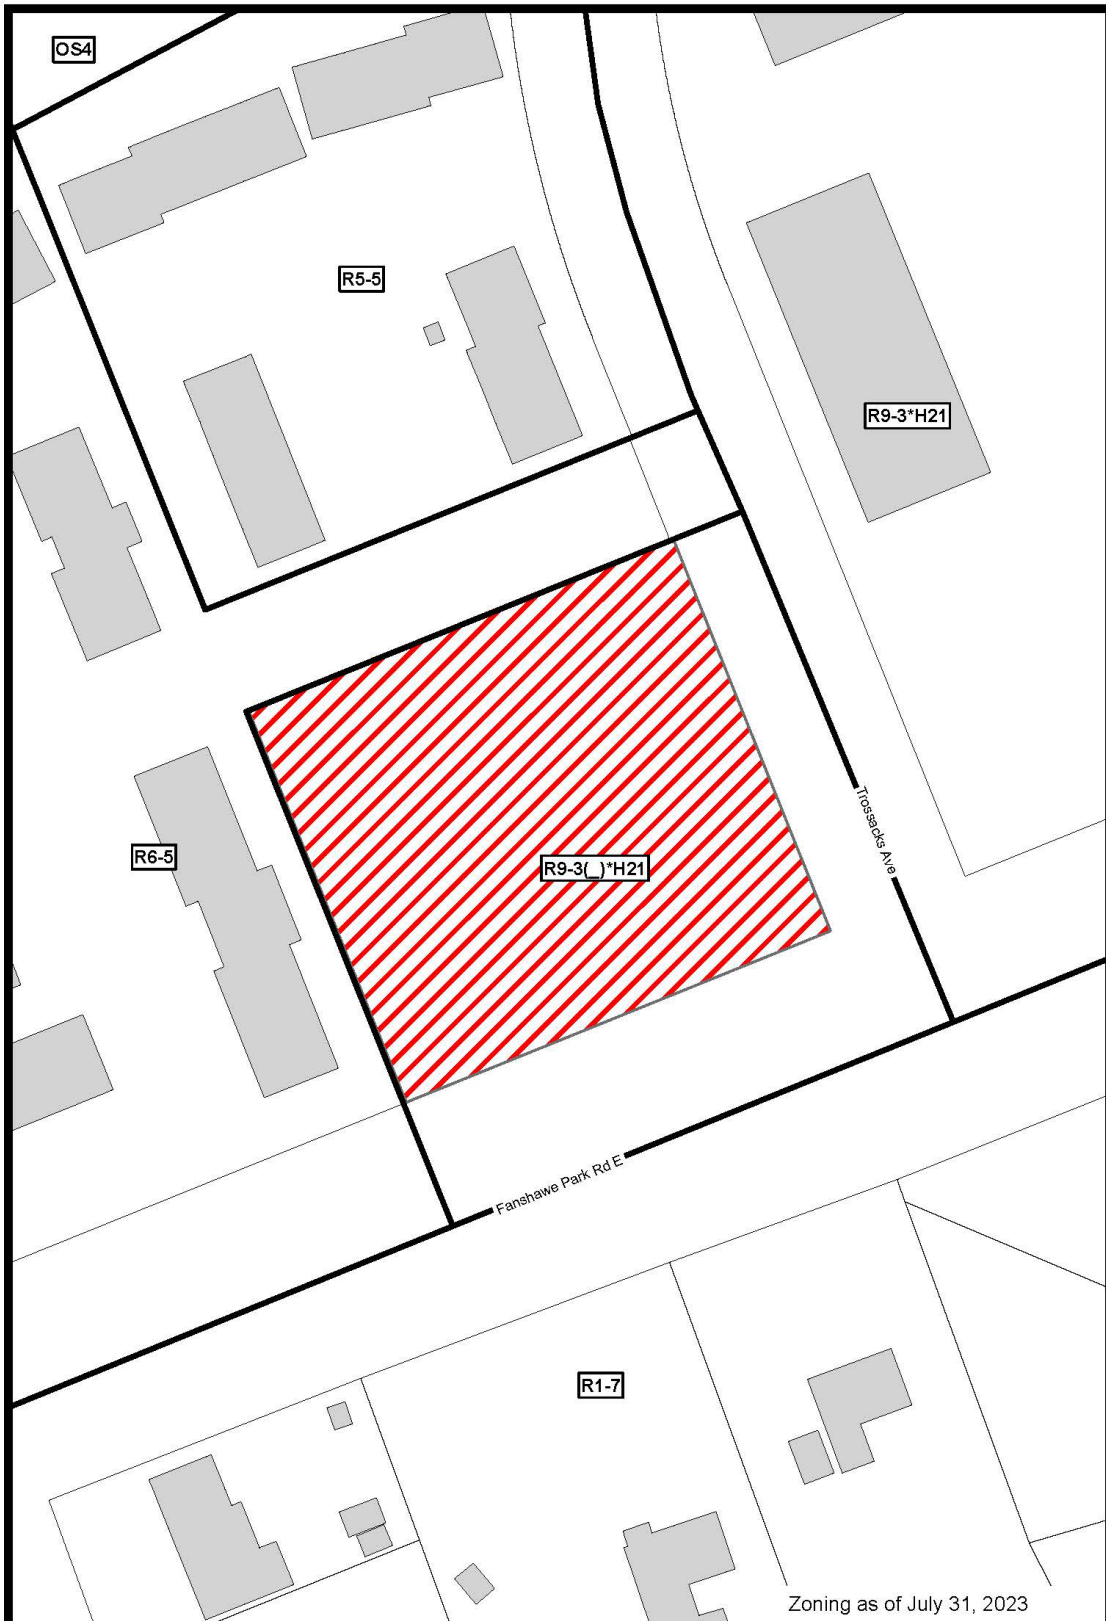 OS4
R5-5
R9-3*H21
Trossacks Ave
R6-5
R9-3(_)*H21
Fanshawe Park Rd E
R1-7
Zoning as of July 31, 2023